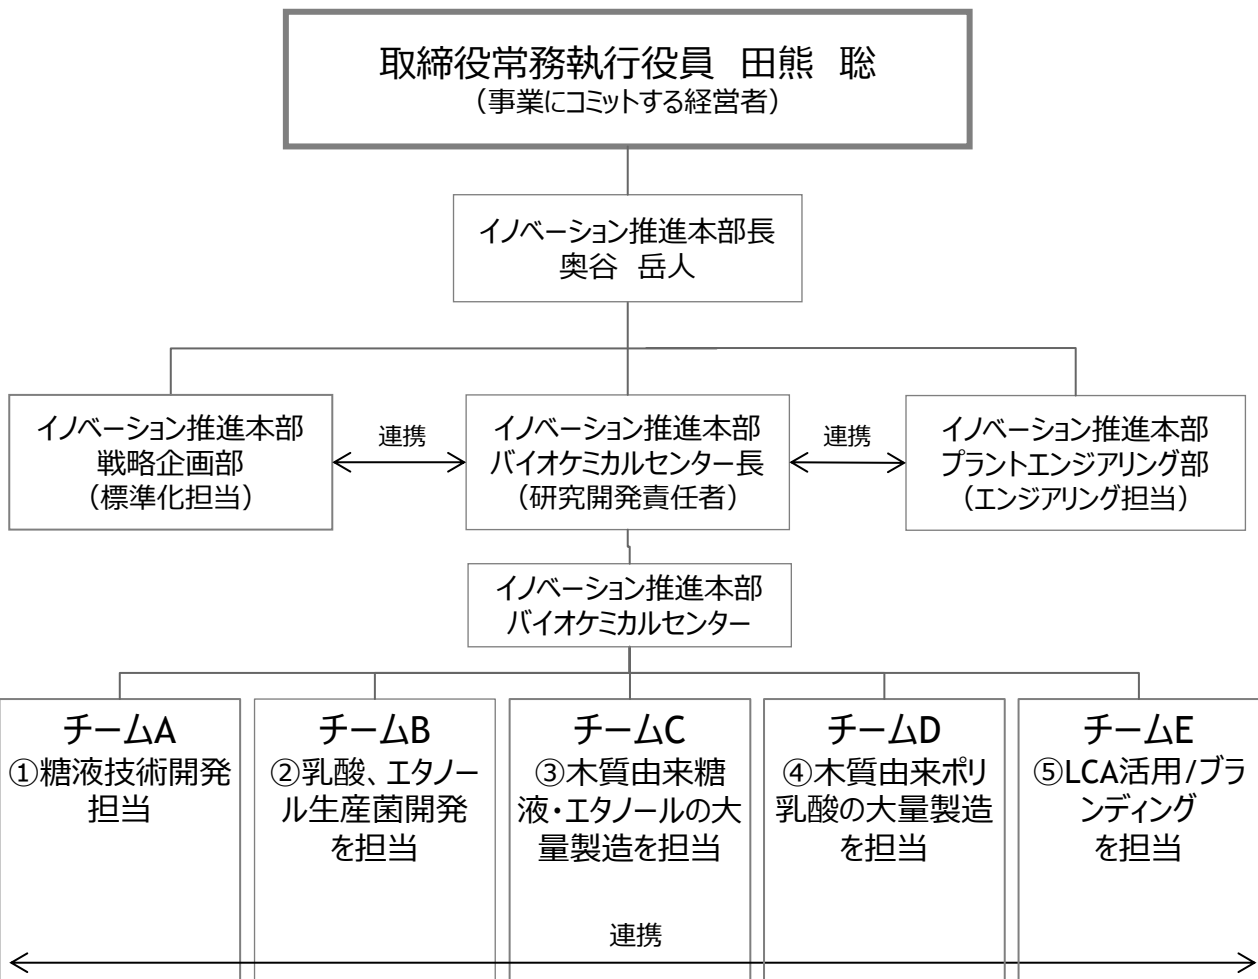 取締役常務執行役員 田熊 聡
（事業にコミットする経営者）
イノベーション推進本部長
奥谷 岳人
イノベーション推進本部
戦略企画部
（標準化担当）
連携
イノベーション推進本部
バイオケミカルセンター長
（研究開発責任者）
連携
イノベーション推進本部
プラントエンジアリング部
（エンジアリング担当）
イノベーション推進本部
バイオケミカルセンター
チームA
①糖液技術開発
担当
チームB
②乳酸、エタノー
ル生産菌開発
を担当
チームC
③木質由来糖
液・エタノールの大
量製造を担当
チームD
④木質由来ポリ
乳酸の大量製造
を担当
チームE
⑤LCA活用/ブラ
ンディング
を担当
連携